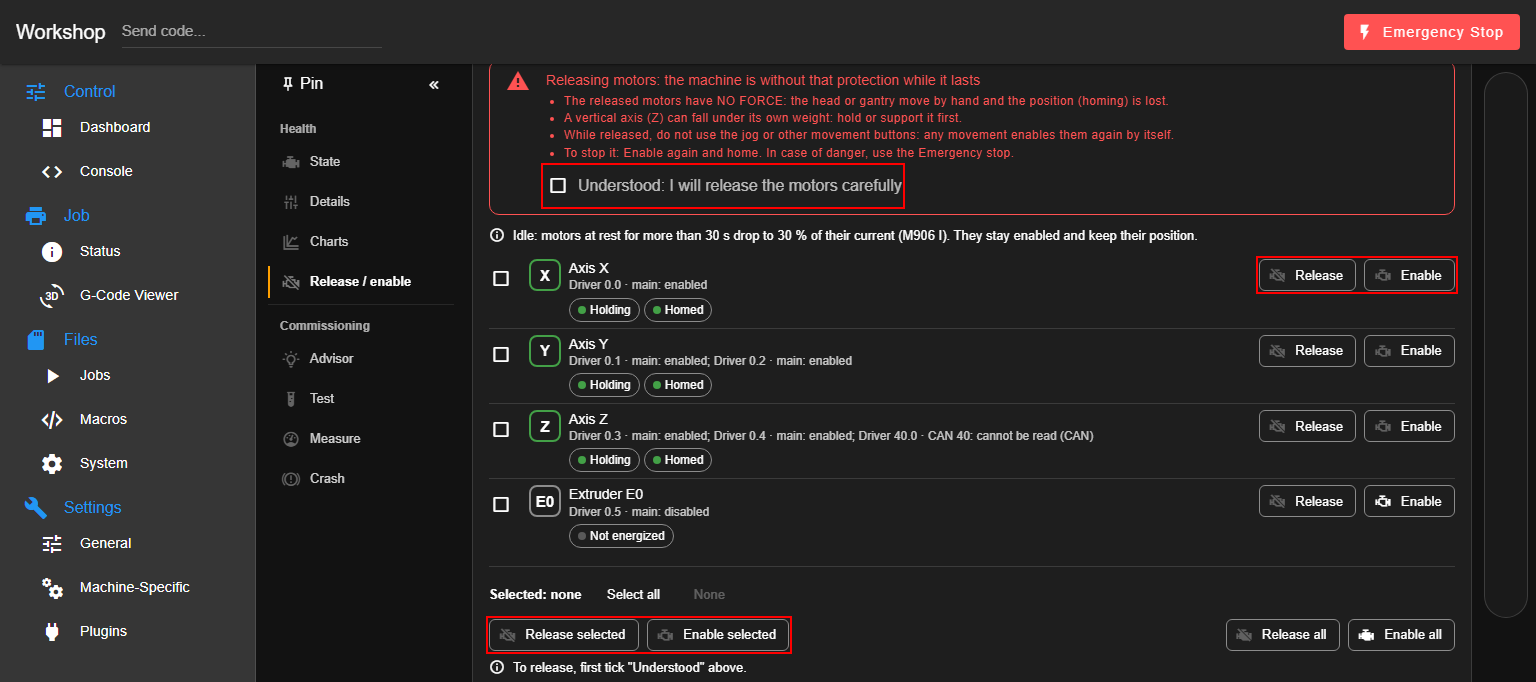 Workshop
Send code...
Emergency Stop
Control
Dashboard
Console
Job
Status
3D
G-Code Viewer
Files
Jobs
Macros
System
Settings
General
Machine-Specific
Plugins
Pin
«
Health
State
Details
Charts
Release / enable
Commissioning
Advisor
Test
Measure
Crash
Releasing motors: the machine is without that protection while it lasts
• The released motors have NO FORCE: the head or gantry move by hand and the position (homing) is lost.
• A vertical axis (Z) can fall under its own weight: hold or support it first.
• While released, do not use the jog or other movement buttons: any movement enables them again by itself.
• To stop it: Enable again and home. In case of danger, use the Emergency stop.
Understood: I will release the motors carefully
Idle: motors at rest for more than 30 s drop to 30 % of their current (M906 I). They stay enabled and keep their position.
X
Axis X
Driver 0.0 · main: enabled
Holding
Homed
Release
Enable
Y
Axis Y
Driver 0.1 · main: enabled; Driver 0.2 · main: enabled
Holding
Homed
Release
Enable
Z
Axis Z
Driver 0.3 · main: enabled; Driver 0.4 · main: enabled; Driver 40.0 · CAN 40: cannot be read (CAN)
Holding
Homed
Release
Enable
E0
Extruder E0
Driver 0.5 · main: disabled
Not energized
Release
Enable
Selected: none
Select all
None
Release selected
Enable selected
Release all
Enable all
To release, first tick "Understood" above.